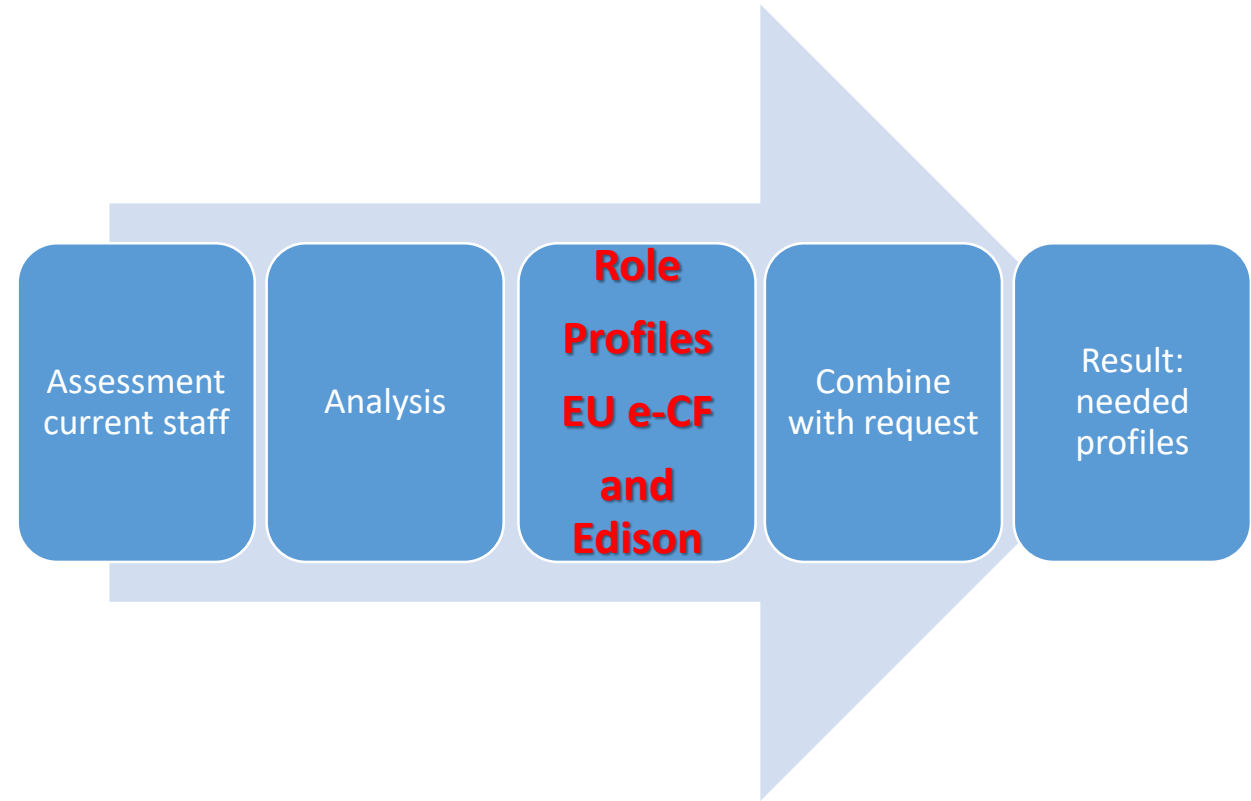 Assessment
current staff
Analysis
Role
Profiles
EU e-CF
and
Edison
Combine
with request
Result:
needed
profiles